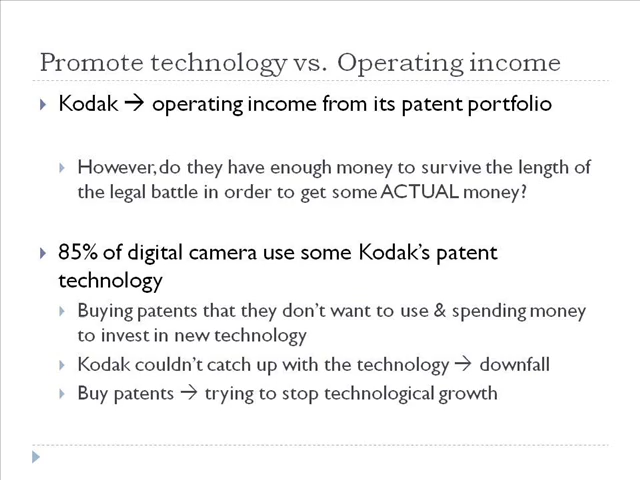 Promote technology vs. Operating income
Kodak → operating income from its patent portfolio
However, do they have enough money to survive the length of
the legal battle in order to get some ACTUAL money?
85% of digital camera use some Kodak's patent
technology
Buying patents that they don't want to use & spending money
to invest in new technology
Kodak couldn't catch up with the technology → downfall
Buy patents → trying to stop technological growth